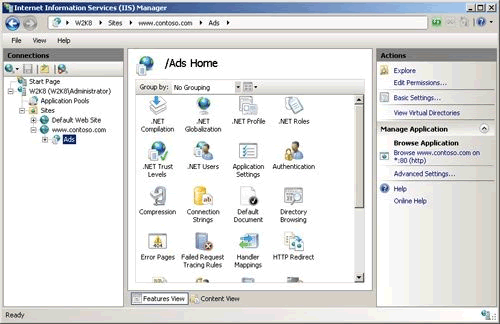 Internet Information Services (IIS) Manager
W2K8 ▸ Sites ▸ www.contoso.com ▸ Ads ▸
File View Help
Connections
Start Page
W2K8 (W2K8\Administrator)
Application Pools
Sites
Default Web Site
www.contoso.com
Ads
/Ads Home
Group by: No Grouping
.NET Compilation
.NET Globalization
.NET Profile
.NET Roles
.NET Trust Levels
.NET Users
Application Settings
Authentication
Compression
Connection Strings
Default Document
Directory Browsing
Error Pages
Failed Request Tracing Rules
Handler Mappings
HTTP Redirect
Features View
Content View
Actions
Explore
Edit Permissions...
Basic Settings...
View Virtual Directories
Manage Application
Browse Application
Browse www.contoso.com on
*:80 (http)
Advanced Settings...
Help
Online Help
Ready